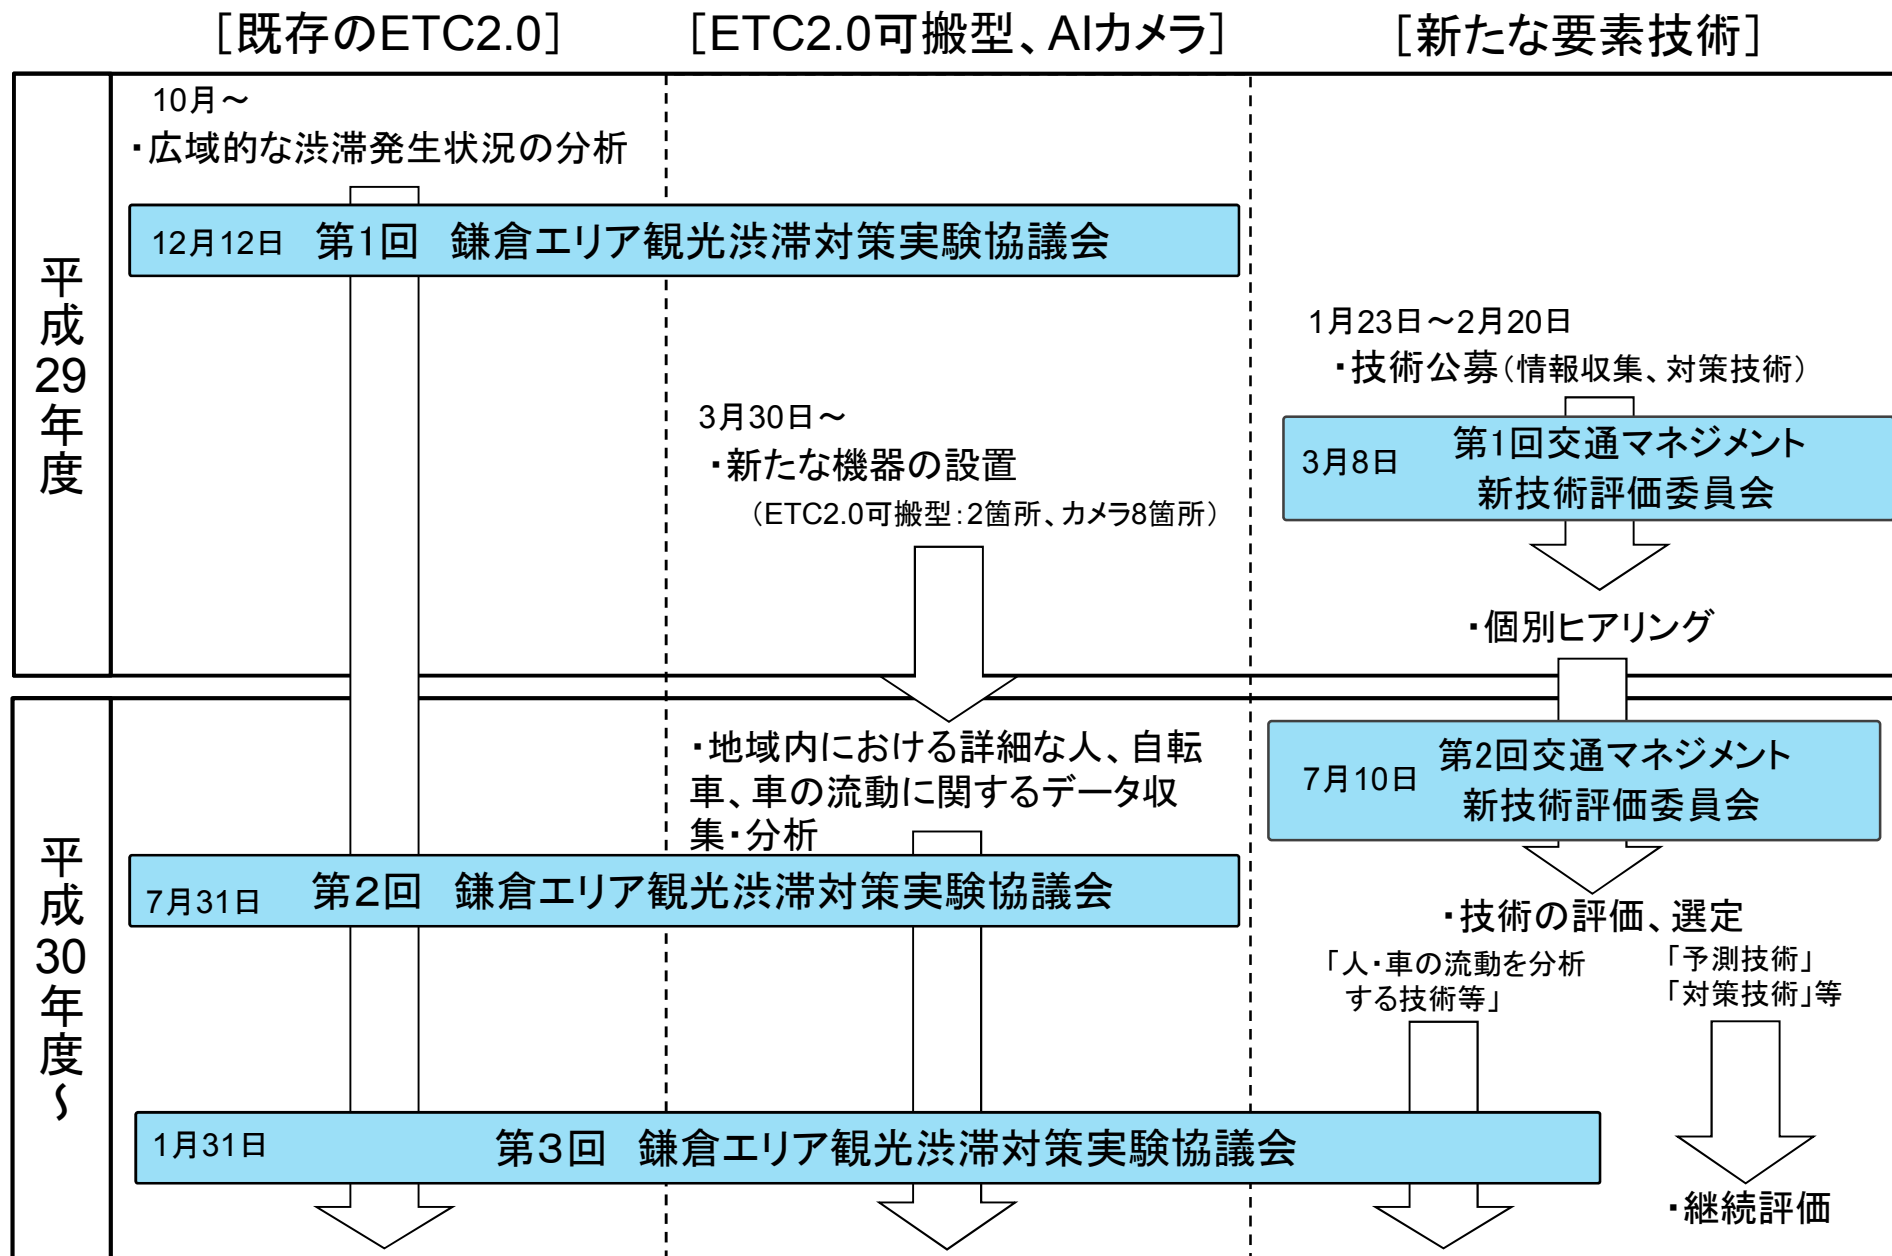 [既存のETC2.0]
[ETC2.0可搬型、AIカメラ]
[新たな要素技術]
平成29年度
10月～
・広域的な渋滞発生状況の分析
12月12日 第1回 鎌倉エリア観光渋滞対策実験協議会
3月30日～
・新たな機器の設置
（ETC2.0可搬型：2箇所、カメラ8箇所）
1月23日～2月20日
・技術公募（情報収集、対策技術）
3月8日
第1回交通マネジメント
新技術評価委員会
・個別ヒアリング
平成30年度～
・地域内における詳細な人、自転
車、車の流動に関するデータ収
集・分析
7月10日
第2回交通マネジメント
新技術評価委員会
7月31日 第2回 鎌倉エリア観光渋滞対策実験協議会
・技術の評価、選定
「人・車の流動を分析
する技術等」
「予測技術」
「対策技術」等
1月31日 第3回 鎌倉エリア観光渋滞対策実験協議会
・継続評価